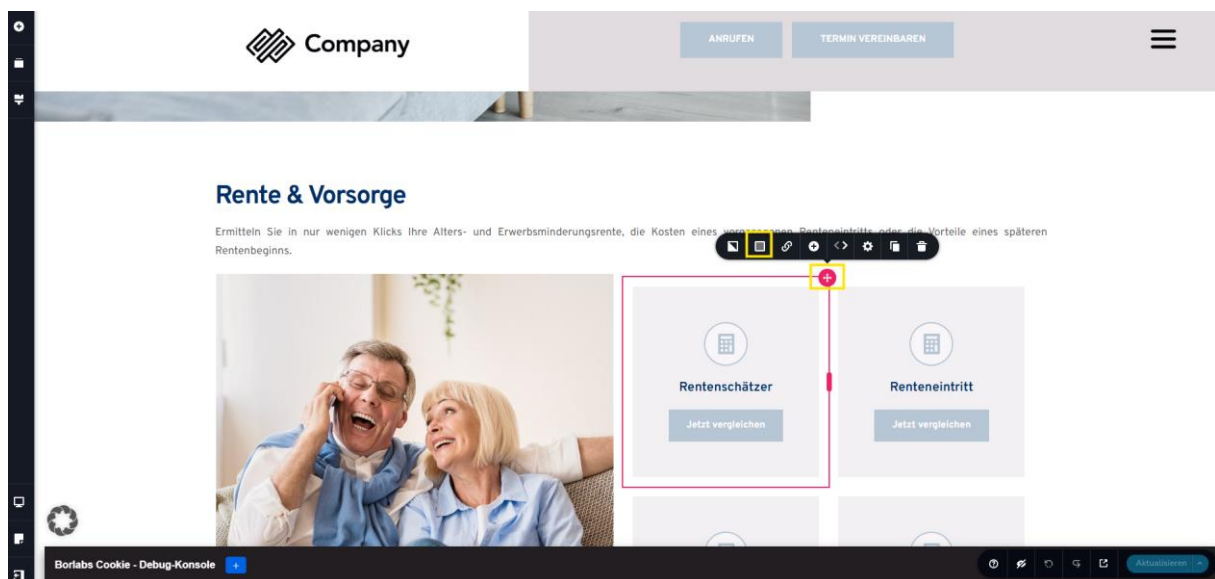 Company
ANRUFEN
TERMIN VEREINBAREN
Rente & Vorsorge
Ermitteln Sie in nur wenigen Klicks Ihre Alters- und Erwerbsminderungsrente, die Kosten eines vorgezogenen Renteneintritts oder die Vorteile eines späteren
Rentenbeginns.
Rentenschätzer
Renteneintritt
Jetzt vergleichen
Jetzt vergleichen
Borlabs Cookie - Debug-Konsole
Aktualisieren